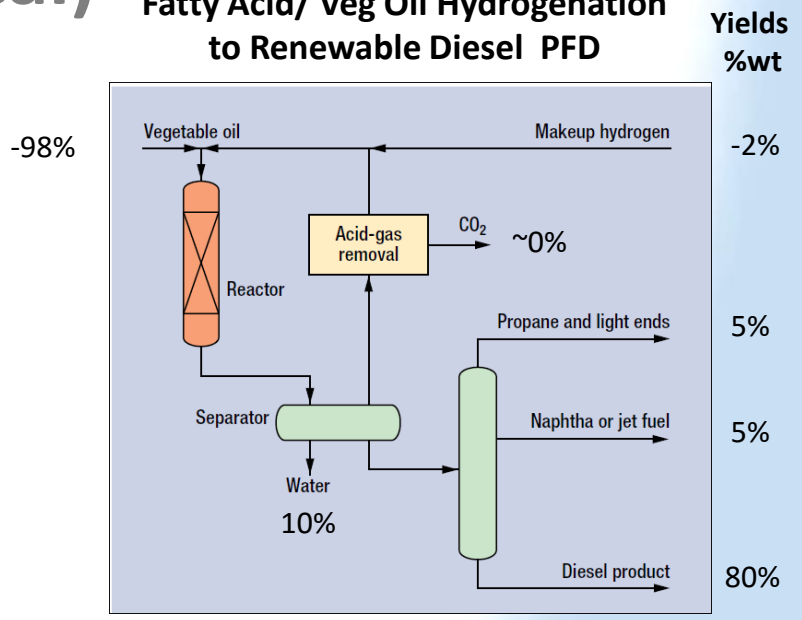 Fatty Acid/ Veg Oil Hydrogenation
to Renewable Diesel PFD
Yields
%wt
-98%
Vegetable oil
Makeup hydrogen
-2%
Acid-gas
removal
CO₂
~0%
Reactor
Propane and light ends
5%
Separator
Naphtha or jet fuel
5%
Water
10%
Diesel product
80%